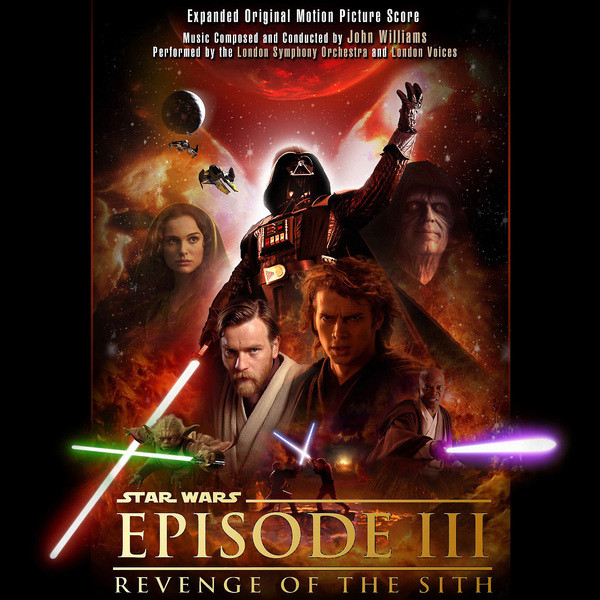 Expanded Original Motion Picture Score
Music Composed and Conducted by John Williams
Performed by the London Symphony Orchestra and London Voices
STAR WARS
EPISODE III
REVENGE OF THE SITH